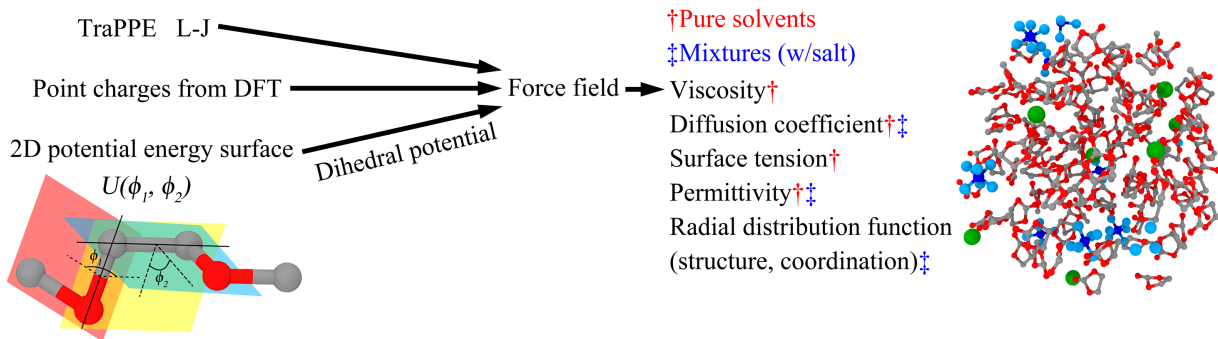 TraPPE L-J
Point charges from DFT
2D potential energy surface
Dihedral potential
U(ϕ₁, ϕ₂)
ϕ
ϕ₂
Force field
†Pure solvents
‡Mixtures (w/salt)
Viscosity†
Diffusion coefficient†‡
Surface tension†
Permittivity†‡
Radial distribution function
(structure, coordination)‡